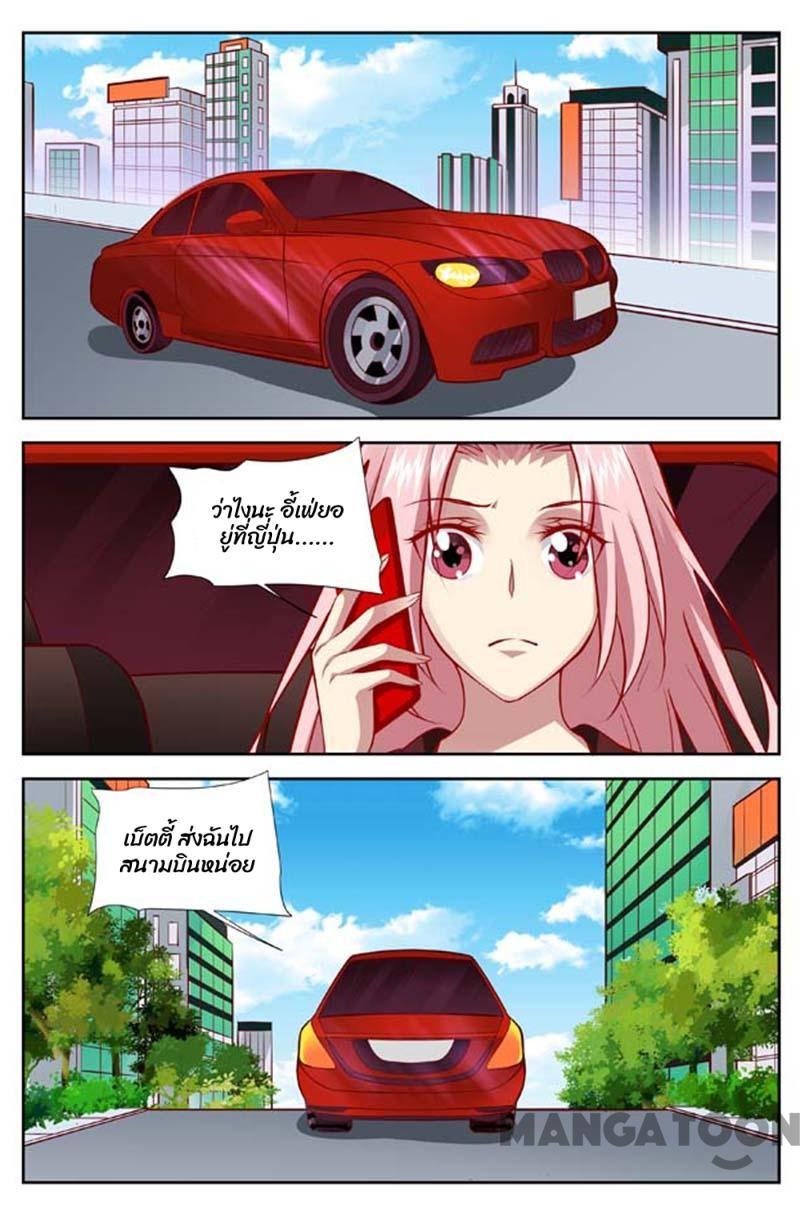 ว่าไงนะ อี้เฟ่ยอ
ยู่ที่ญี่ปุ่น......
เบ็ตตี้ ส่งฉันไป
สนามบินหน่อย
MANGATOON